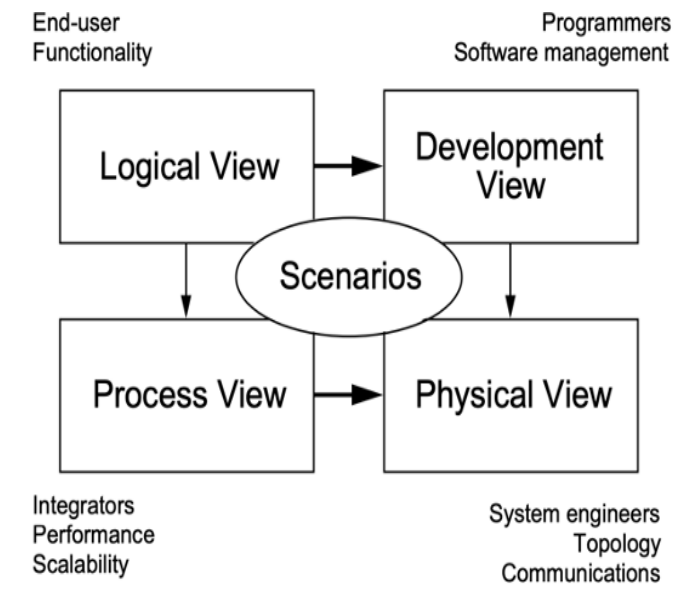 End-user
Functionality
Programmers
Software management
Logical View
Development
View
Scenarios
Process View
Physical View
Integrators
Performance
Scalability
System engineers
Topology
Communications